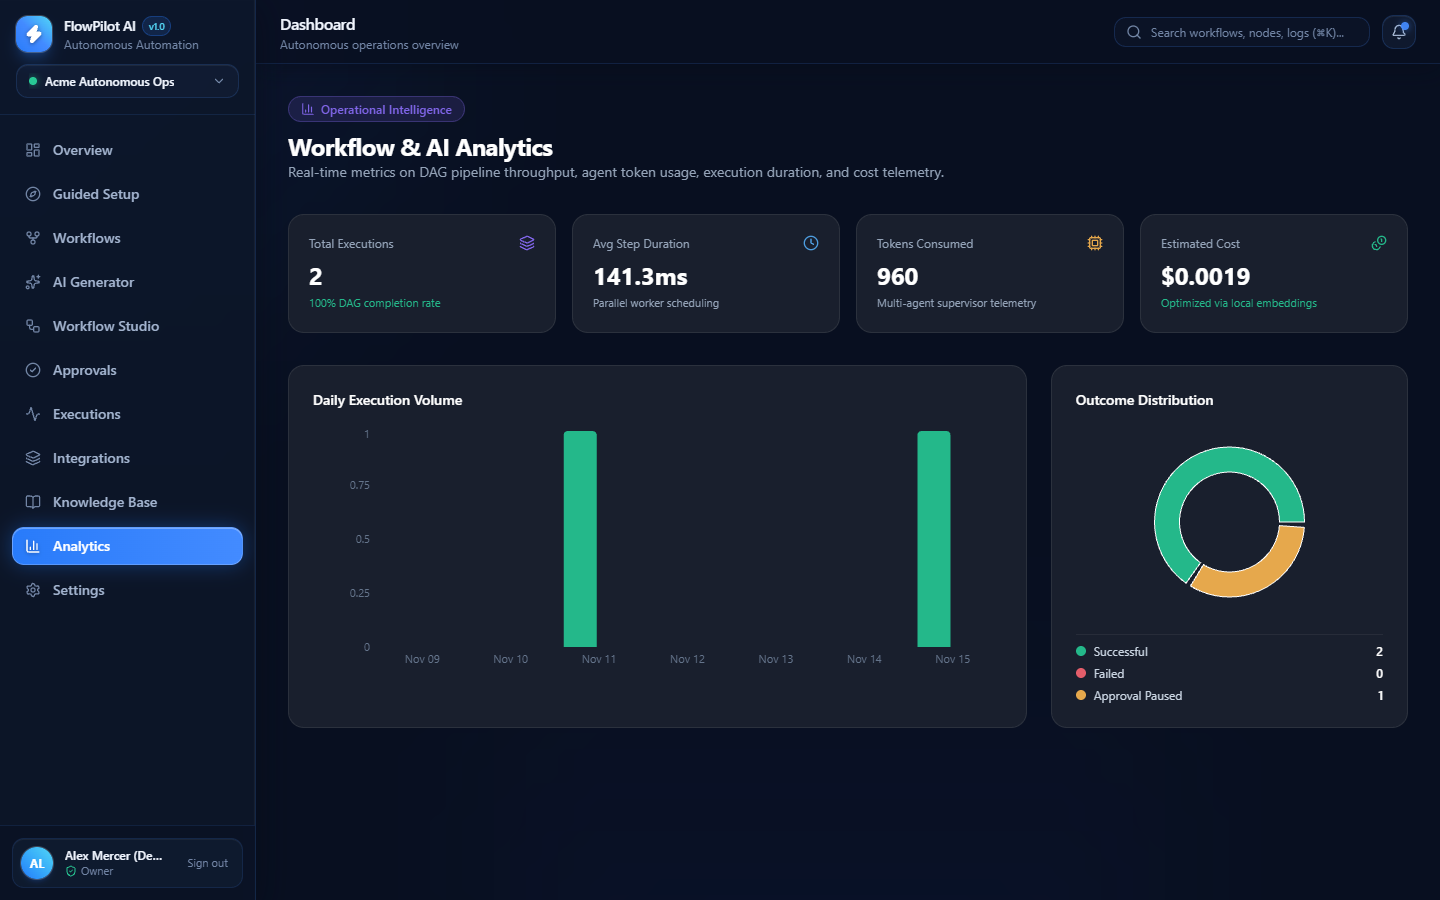 FlowPilot AI v1.0
Autonomous Automation
Acme Autonomous Ops
Overview
Guided Setup
Workflows
AI Generator
Workflow Studio
Approvals
Executions
Integrations
Knowledge Base
Analytics
Settings
AL
Alex Mercer (De...
Owner
Sign out
Dashboard
Autonomous operations overview
Search workflows, nodes, logs (⌘K)...
Operational Intelligence
Workflow & AI Analytics
Real-time metrics on DAG pipeline throughput, agent token usage, execution duration, and cost telemetry.
Total Executions
2
100% DAG completion rate
Avg Step Duration
141.3ms
Parallel worker scheduling
Tokens Consumed
960
Multi-agent supervisor telemetry
Estimated Cost
$0.0019
Optimized via local embeddings
Daily Execution Volume
1
0.75
0.5
0.25
0
Nov 09 Nov 10 Nov 11 Nov 12 Nov 13 Nov 14 Nov 15
Outcome Distribution
Successful 2
Failed 0
Approval Paused 1